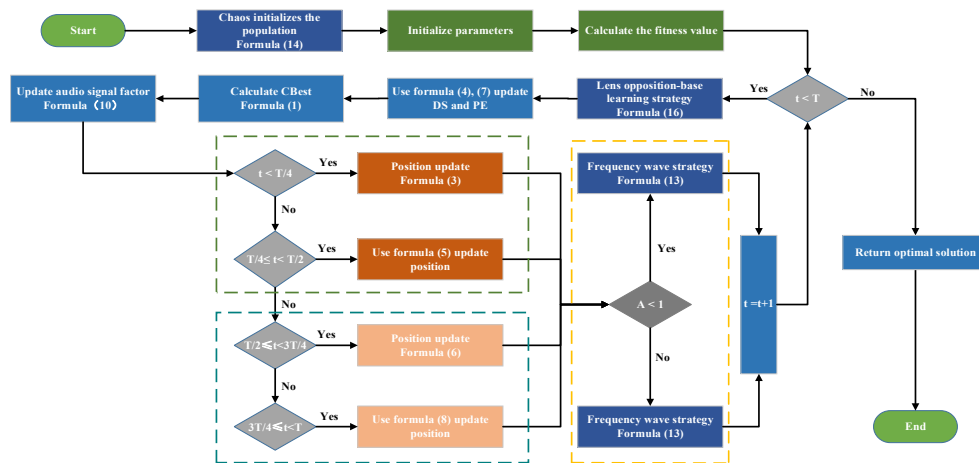 Start
Chaos initializes the
population
Formula (14)
Initialize parameters
Calculate the fitness value
t < T
Yes
No
Lens opposition-base
learning strategy
Formula (16)
Use formula (4), (7) update
DS and PE
Calculate CBest
Formula (1)
Update audio signal factor
Formula（10）
t < T/4
Yes
Position update
Formula (3)
No
T/4≤ t< T/2
Yes
Use formula (5) update
position
No
T/2≤t<3T/4
Yes
Position update
Formula (6)
No
3T/4≤t<T
Yes
Use formula (8) update
position
Frequency wave strategy
Formula (13)
Yes
A < 1
No
Frequency wave strategy
Formula (13)
t =t+1
Return optimal solution
End